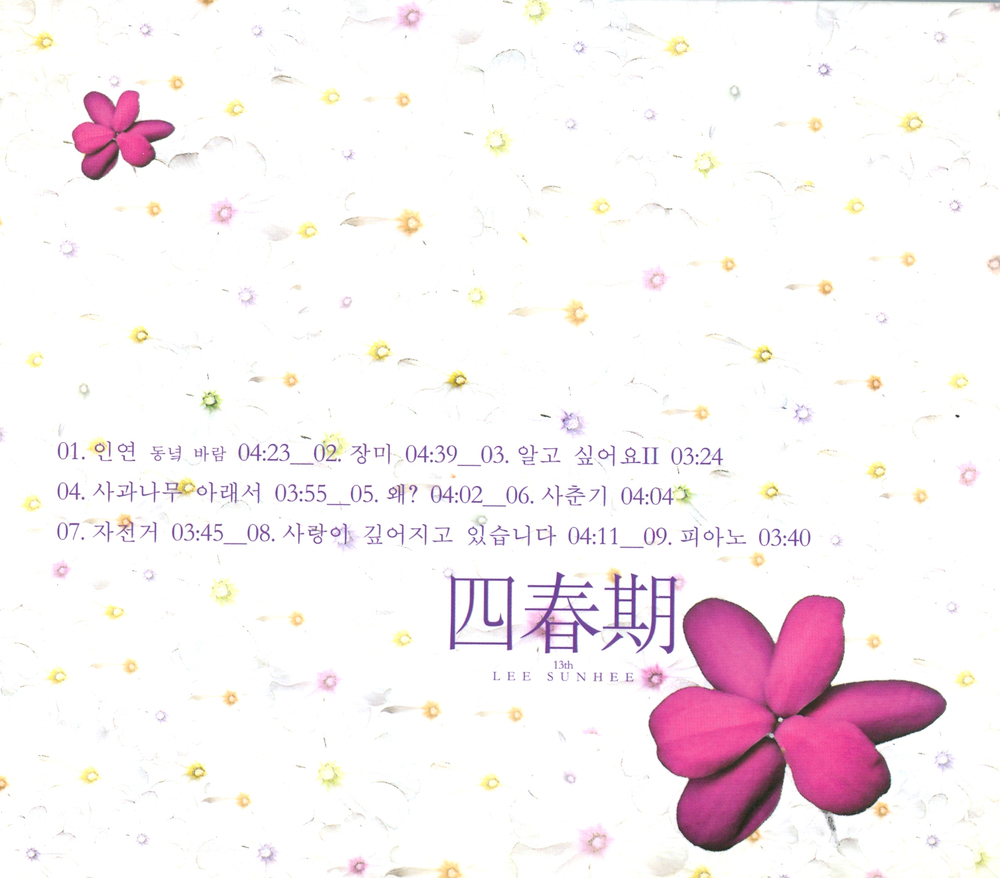 01. 인연 동녘 바람 04:23__02. 장미 04:39__03. 알고 싶어요II 03:24
04. 사과나무 아래서 03:55__05. 왜? 04:02__06. 사춘기 04:04
07. 자전거 03:45__08. 사랑이 깊어지고 있습니다 04:11__09. 피아노 03:40
四春期
13th
LEE SUNHEE